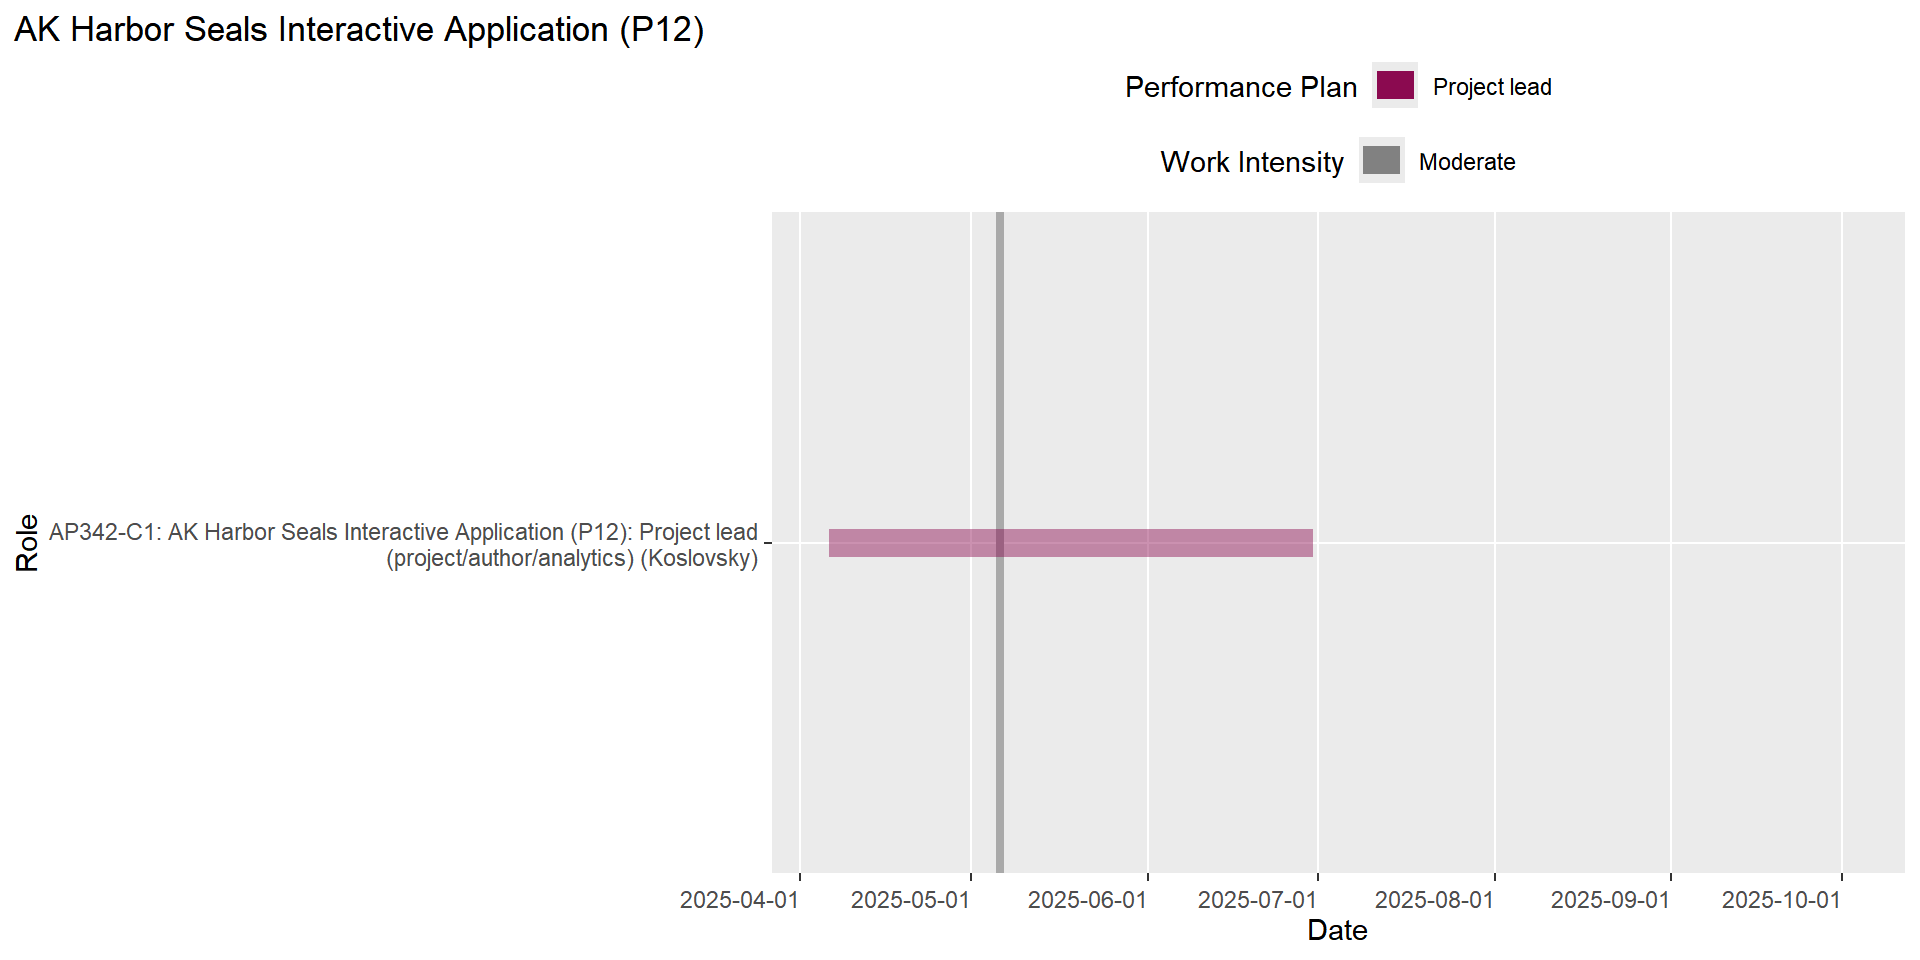 AK Harbor Seals Interactive Application (P12)
Performance Plan
Project lead
Work Intensity
Moderate
Role
AP342-C1: AK Harbor Seals Interactive Application (P12): Project lead
(project/author/analytics) (Koslovsky)
2025-04-01
2025-05-01
2025-06-01
2025-07-01
2025-08-01
2025-09-01
2025-10-01
Date